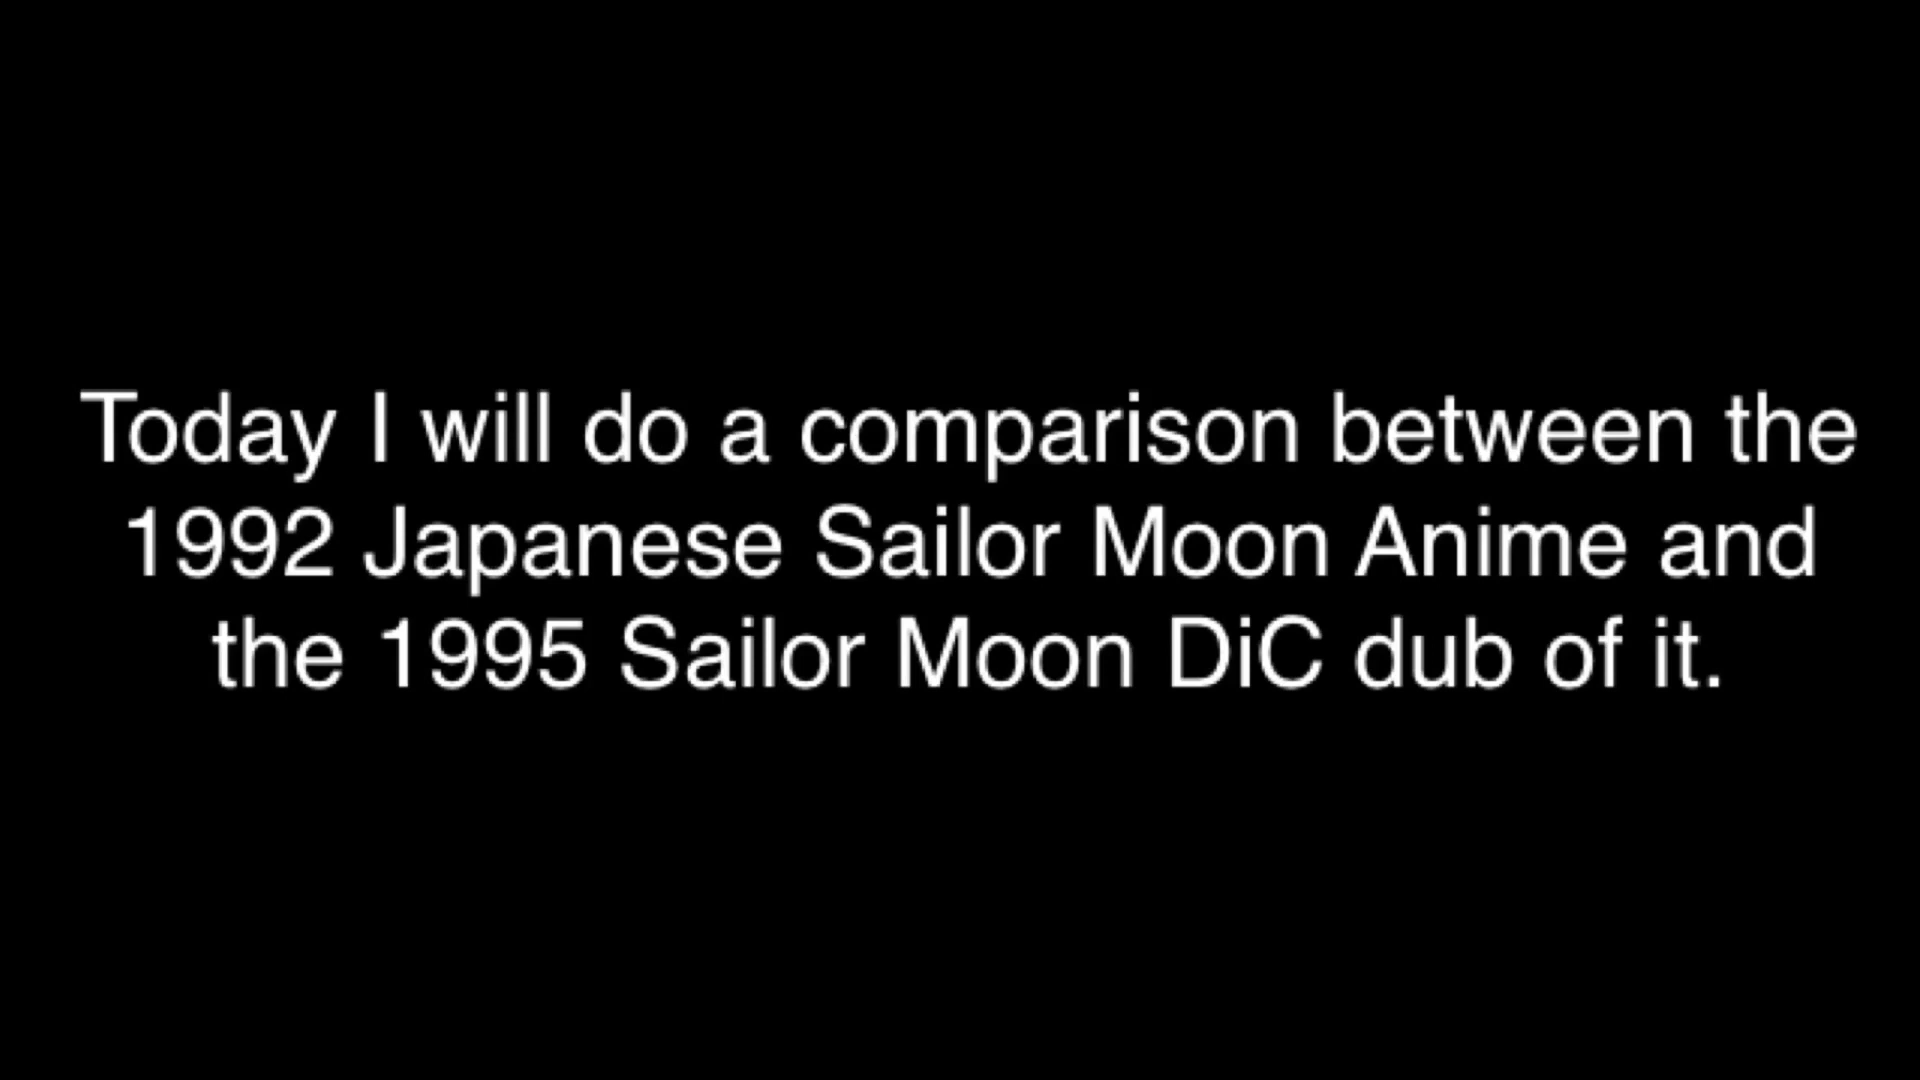 Today I will do a comparison between the
1992 Japanese Sailor Moon Anime and
the 1995 Sailor Moon DiC dub of it.